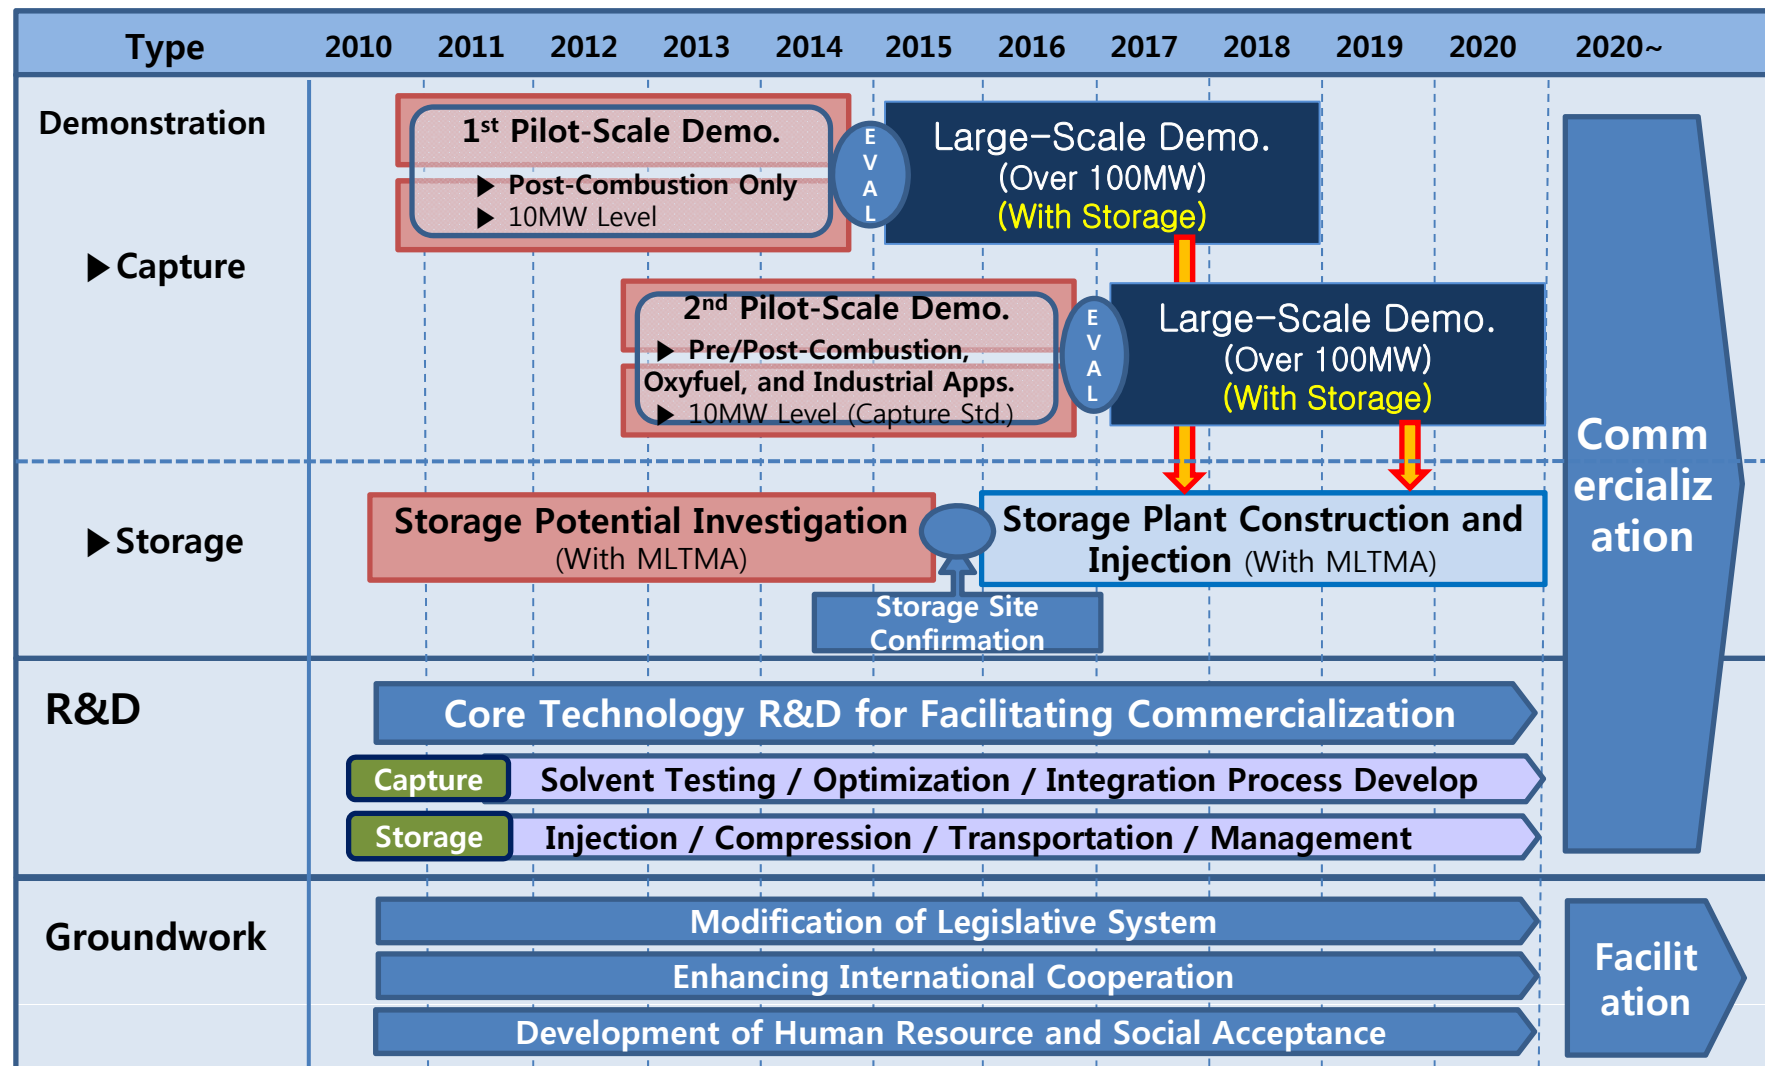 Type 2010 2011 2012 2013 2014 2015 2016 2017 2018 2019 2020 2020~
Demonstration
▶Capture
1st Pilot-Scale Demo.
▶ Post-Combustion Only
▶ 10MW Level
E
V
A
L
Large-Scale Demo.
(Over 100MW)
(With Storage)
2nd Pilot-Scale Demo.
▶ Pre/Post-Combustion,
Oxyfuel, and Industrial Apps.
▶ 10MW Level (Capture Std.)
E
V
A
L
Large-Scale Demo.
(Over 100MW)
(With Storage)
▶Storage
Storage Potential Investigation
(With MLTMA)
Storage Plant Construction and
Injection (With MLTMA)
Storage Site
Confirmation
Comm
ercializ
ation
R&D
Core Technology R&D for Facilitating Commercialization
Capture Solvent Testing / Optimization / Integration Process Develop
Storage Injection / Compression / Transportation / Management
Groundwork
Modification of Legislative System
Enhancing International Cooperation
Development of Human Resource and Social Acceptance
Facilit
ation